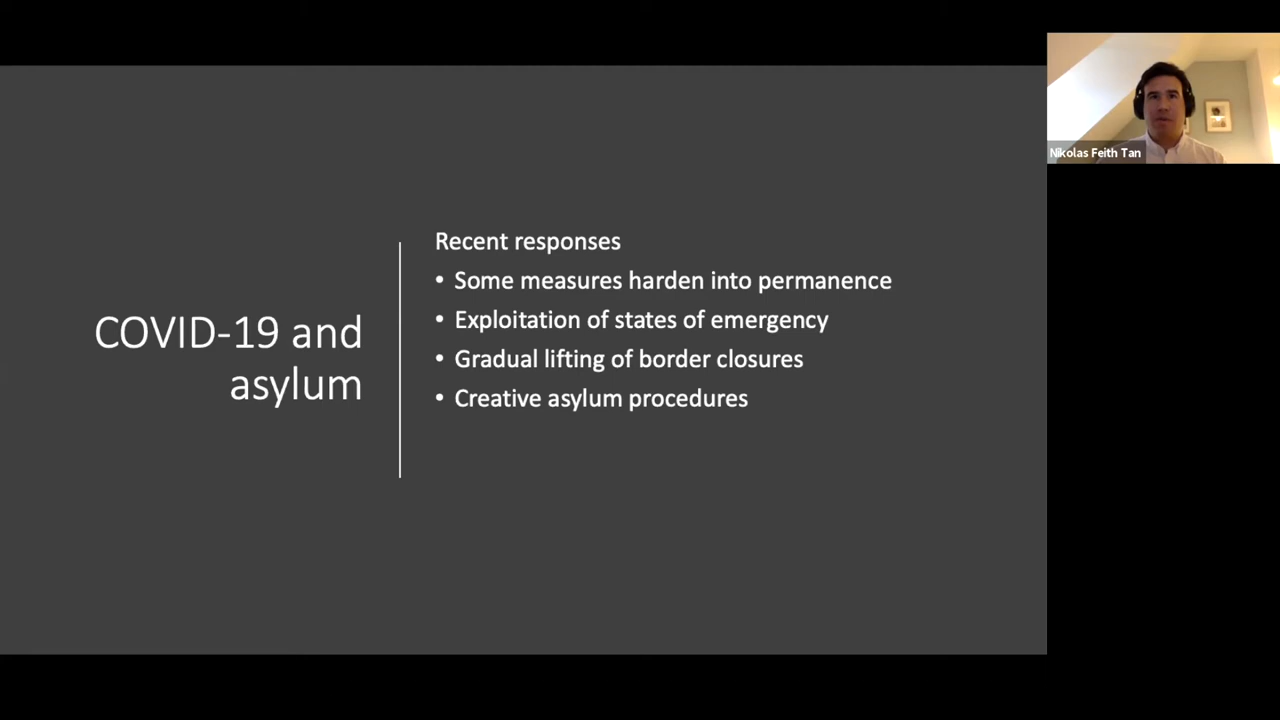 COVID-19 and
asylum
Recent responses
• Some measures harden into permanence
• Exploitation of states of emergency
• Gradual lifting of border closures
• Creative asylum procedures
Nikolas Feith Tan